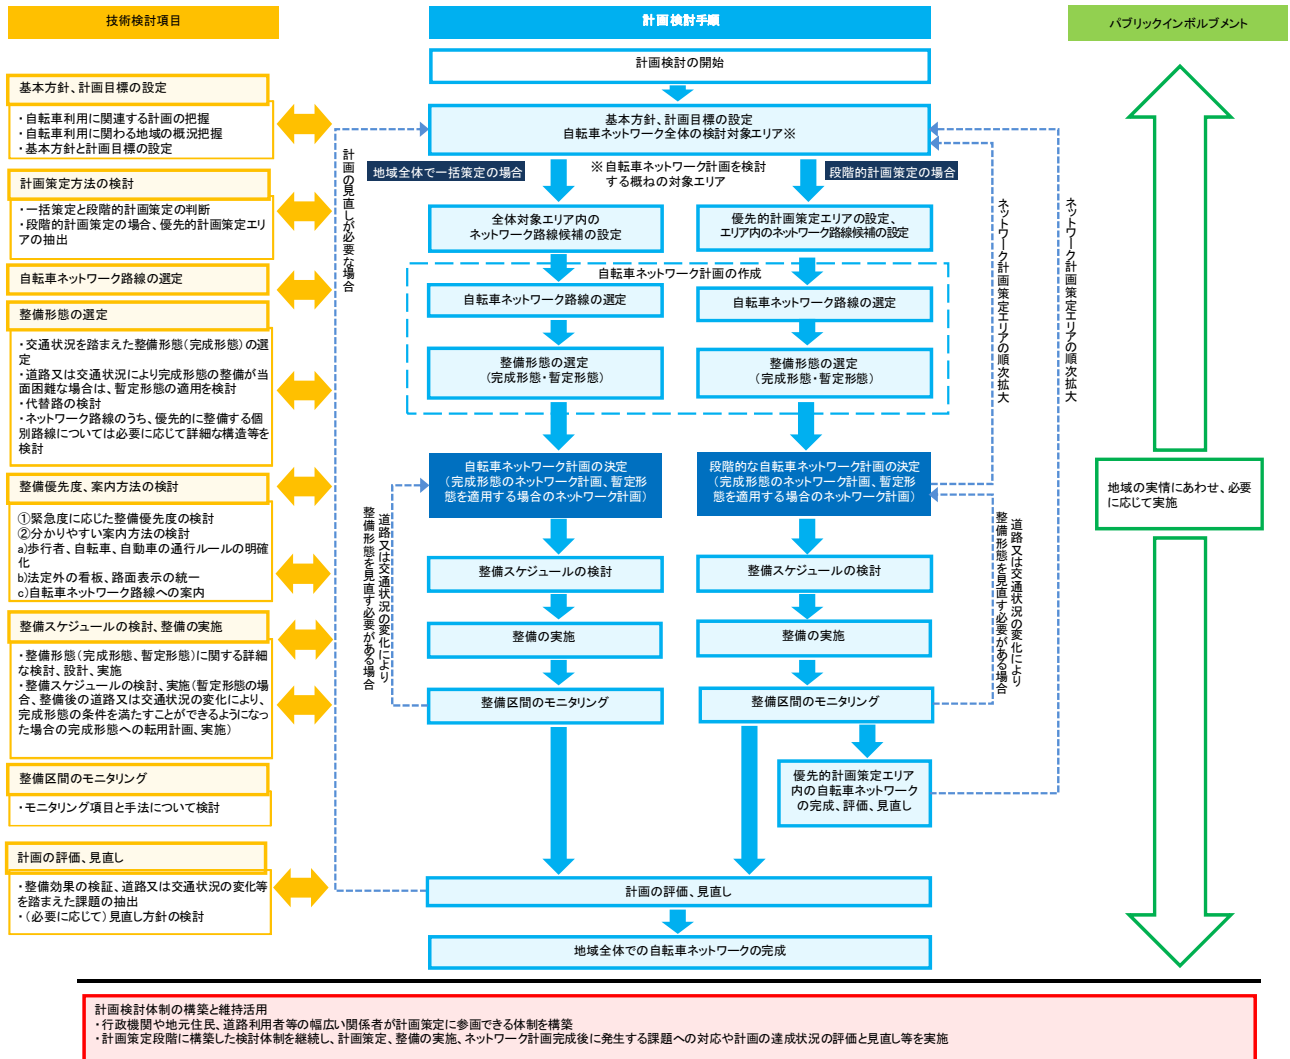 技術検討項目
計画検討手順
パブリックインボルブメント
基本方針、計画目標の設定
・自転車利用に関連する計画の把握
・自転車利用に関わる地域の概況把握
・基本方針と計画目標の設定
計画策定方法の検討
・一括策定と段階的計画策定の判断
・段階的計画策定の場合、優先的計画策定エリ
アの抽出
自転車ネットワーク路線の選定
整備形態の選定
・交通状況を踏まえた整備形態(完成形態)の選
定
・道路又は交通状況により完成形態の整備が当
面困難な場合は、暫定形態の適用を検討
・代替路の検討
・ネットワーク路線のうち、優先的に整備する個
別路線については必要に応じて詳細な構造等を
検討
整備優先度、案内方法の検討
①緊急度に応じた整備優先度の検討
②分かりやすい案内方法の検討
a)歩行者、自転車、自動車の通行ルールの明確
化
b)法定外の看板、路面表示の統一
c)自転車ネットワーク路線への案内
整備スケジュールの検討、整備の実施
・整備形態(完成形態、暫定形態)に関する詳細
な検討、設計、実施
・整備スケジュールの検討、実施(暫定形態の場
合、整備後の道路又は交通状況の変化により、
完成形態の条件を満たすことができるようになっ
た場合の完成形態への転用計画、実施)
整備区間のモニタリング
・モニタリング項目と手法について検討
計画の評価、見直し
・整備効果の検証、道路又は交通状況の変化等
を踏まえた課題の抽出
・(必要に応じて)見直し方針の検討
計画の見直しが必要な場合
計画検討の開始
基本方針、計画目標の設定
自転車ネットワーク全体の検討対象エリア※
地域全体で一括策定の場合
※自転車ネットワーク計画を検討
する概ねの対象エリア
段階的計画策定の場合
全体対象エリア内の
ネットワーク路線候補の設定
優先的計画策定エリアの設定、
エリア内のネットワーク路線候補の設定
自転車ネットワーク計画の作成
自転車ネットワーク路線の選定
自転車ネットワーク路線の選定
整備形態の選定
(完成形態・暫定形態)
整備形態の選定
(完成形態・暫定形態)
自転車ネットワーク計画の決定
(完成形態のネットワーク計画、暫定形
態を適用する場合のネットワーク計画)
段階的な自転車ネットワーク計画の決定
(完成形態のネットワーク計画、暫定形
態を適用する場合のネットワーク計画)
整備スケジュールの検討
整備スケジュールの検討
整備の実施
整備の実施
整備区間のモニタリング
整備区間のモニタリング
道路又は交通状況の変化により
整備形態を見直す必要がある場合
道路又は交通状況の変化により
整備形態を見直す必要がある場合
優先的計画策定エリア
内の自転車ネットワーク
の完成、評価、見直し
ネットワーク計画策定エリアの順次拡大
ネットワーク計画策定エリアの順次拡大
計画の評価、見直し
地域全体での自転車ネットワークの完成
地域の実情にあわせ、必要
に応じて実施
計画検討体制の構築と維持活用
・行政機関や地元住民、道路利用者等の幅広い関係者が計画策定に参画できる体制を構築
・計画策定段階に構築した検討体制を継続し、計画策定、整備の実施、ネットワーク計画完成後に発生する課題への対応や計画の達成状況の評価と見直し等を実施